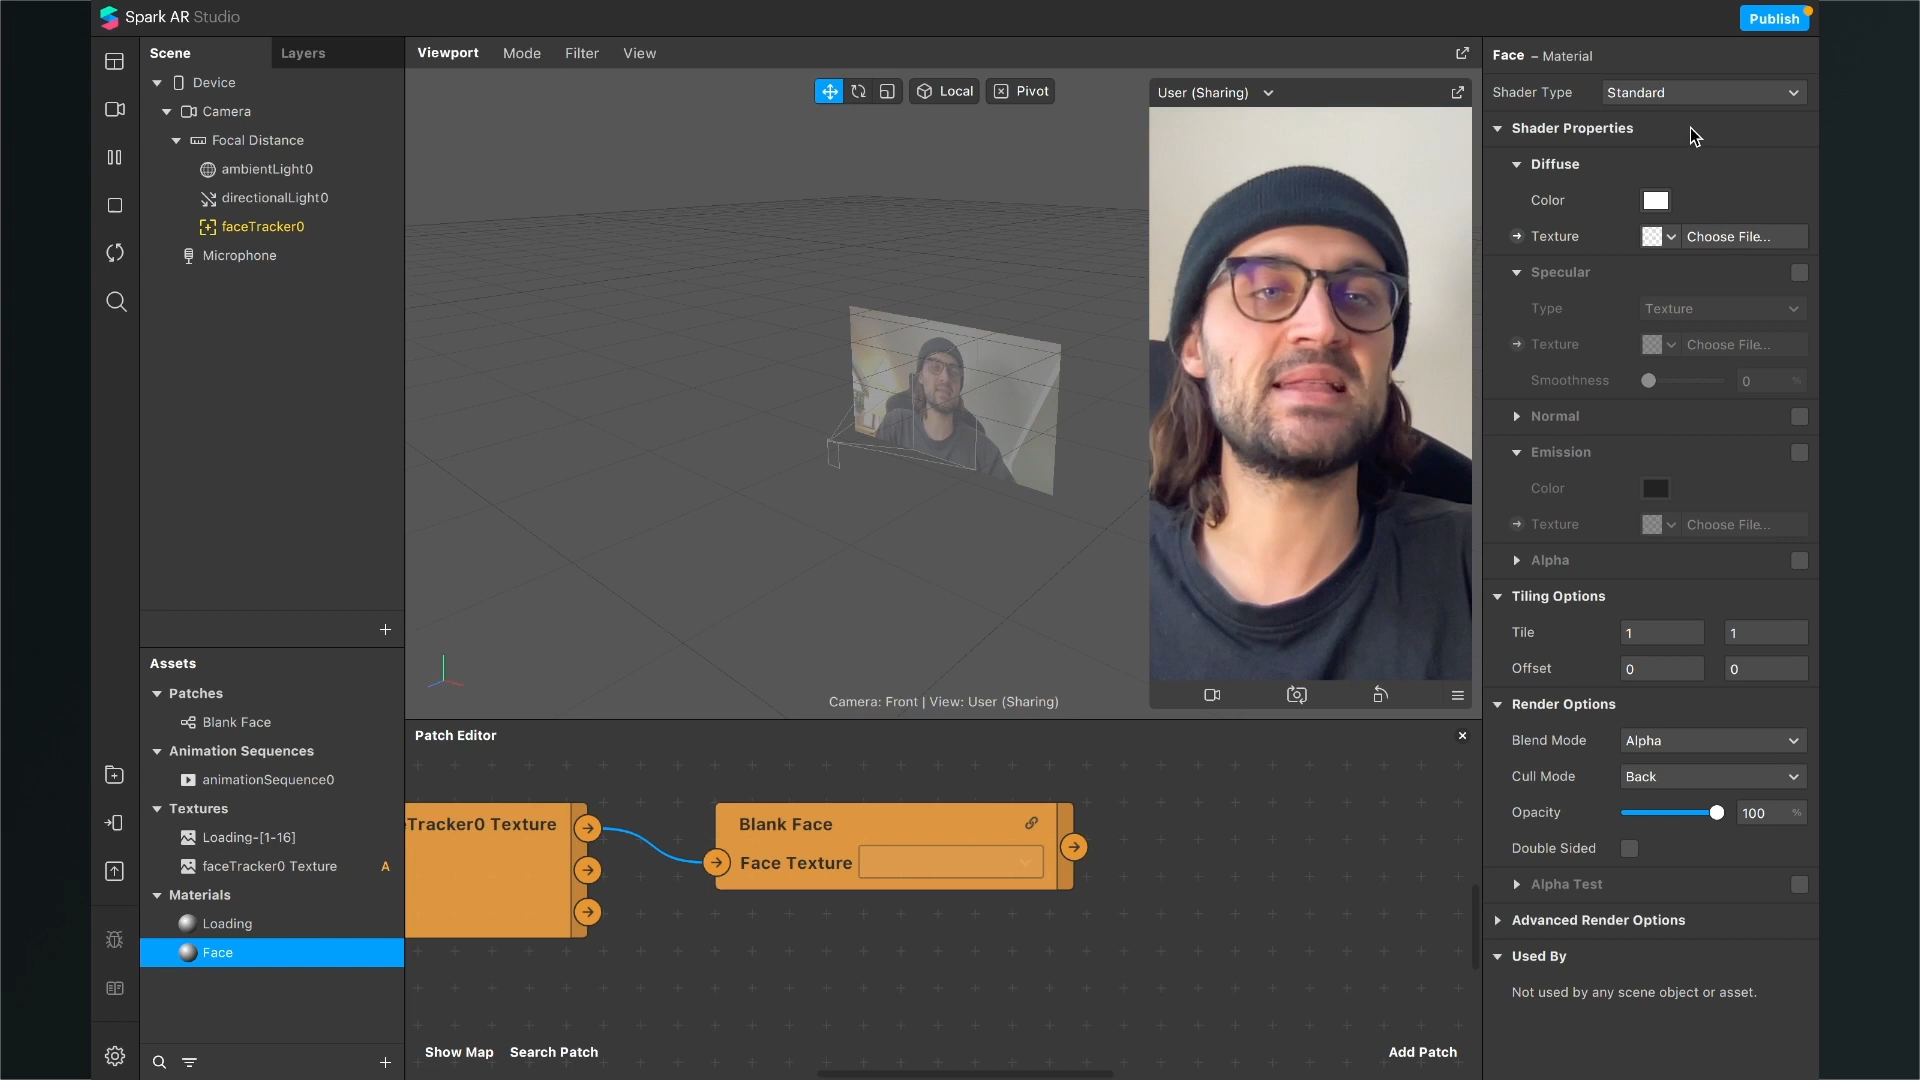 Spark AR Studio
Publish
Scene
Layers
Device
Camera
Focal Distance
ambientLight0
directionalLight0
faceTracker0
Microphone
Assets
Patches
Blank Face
Animation Sequences
animationSequence0
Textures
Loading-[1-16]
faceTracker0 Texture A
Materials
Loading
Face
Viewport Mode Filter View
Local
Pivot
User (Sharing)
Camera: Front | View: User (Sharing)
Patch Editor
eTracker0 Texture
Blank Face
Face Texture
Show Map Search Patch
Add Patch
Face – Material
Shader Type Standard
Shader Properties
Diffuse
Color
Texture Choose File...
Specular
Type Texture
Texture Choose File...
Smoothness 0 %
Normal
Emission
Color
Texture Choose File...
Alpha
Tiling Options
Tile 1 1
Offset 0 0
Render Options
Blend Mode Alpha
Cull Mode Back
Opacity 100 %
Double Sided
Alpha Test
Advanced Render Options
Used By
Not used by any scene object or asset.